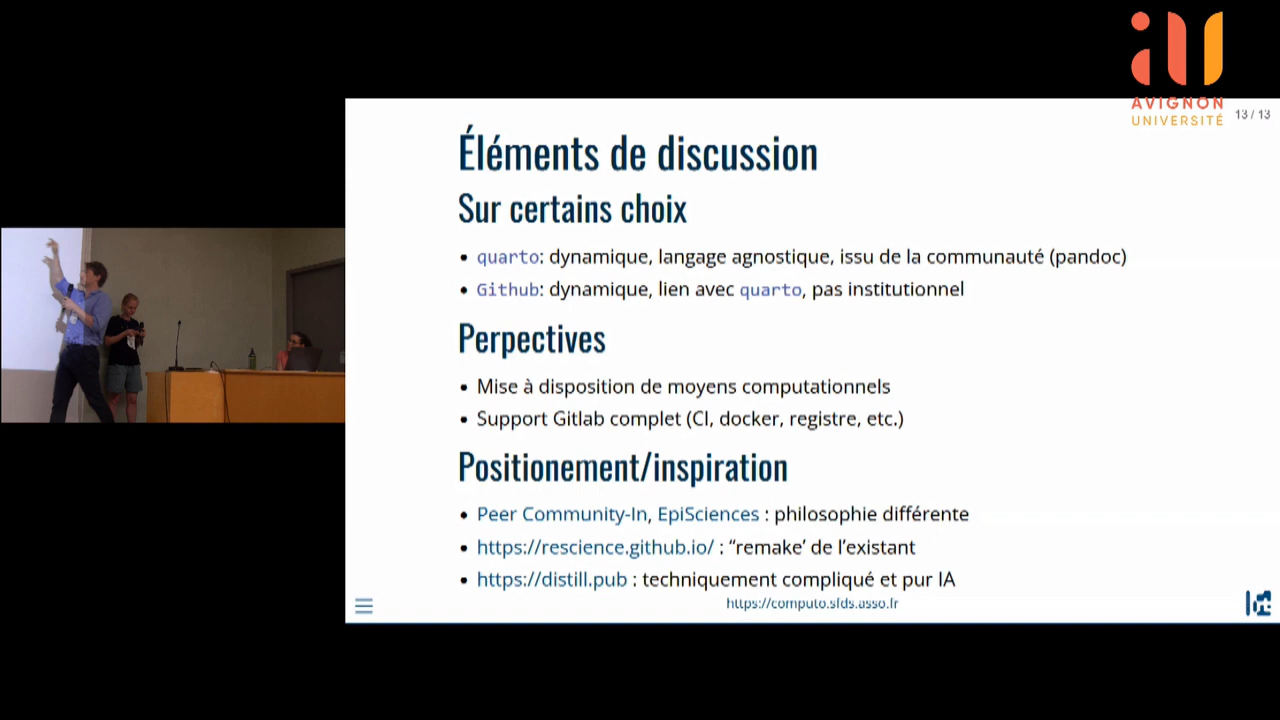 AVIGNON
UNIVERSITÉ
13 / 13
Éléments de discussion
Sur certains choix
quarto: dynamique, langage agnostique, issu de la communauté (pandoc)
Github: dynamique, lien avec quarto, pas institutionnel
Perpectives
Mise à disposition de moyens computationnels
Support Gitlab complet (CI, docker, registre, etc.)
Positionement/inspiration
Peer Community-In, EpiSciences : philosophie différente
https://rescience.github.io/ : “remake’ de l’existant
https://distill.pub : techniquement compliqué et pur IA
https://computo.sfds.asso.fr